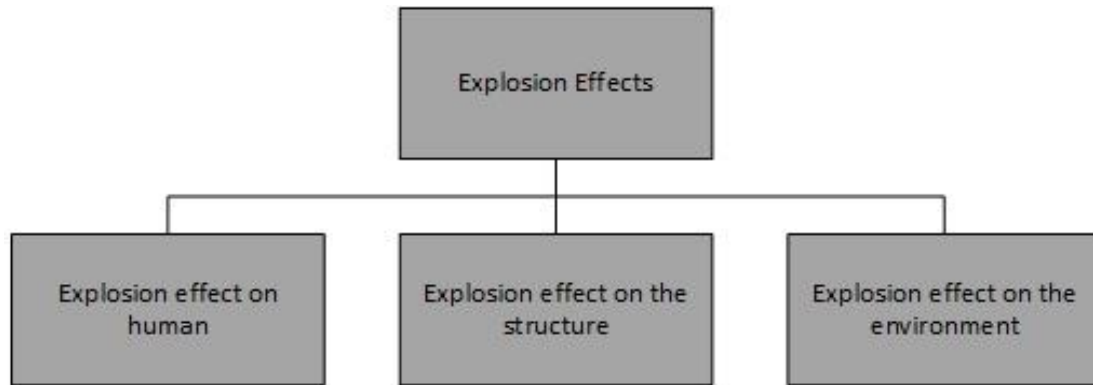 Explosion Effects
Explosion effect on
human
Explosion effect on the
structure
Explosion effect on the
environment